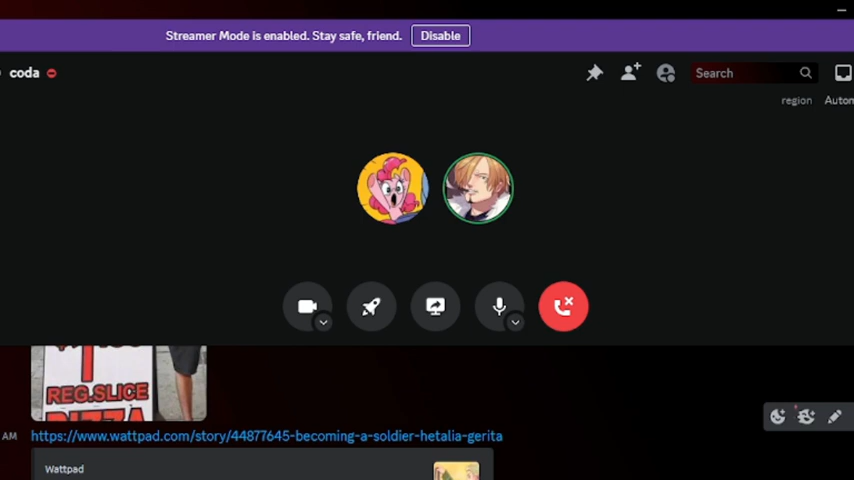 Streamer Mode is enabled. Stay safe, friend. Disable
coda
Search
region
REG.SLICE
PIZZA
AM https://www.wattpad.com/story/44877645-becoming-a-soldier-hetalia-gerita
Wattpad